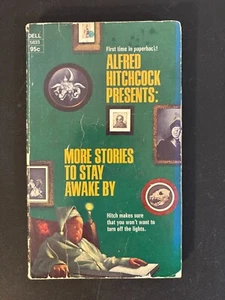 DELL
5815
95c
First time in paperback!
ALFRED
HITCHCOCK
PRESENTS:
MORE STORIES
TO STAY
AWAKE BY
Hitch makes sure
that you won't want to
turn off the lights.